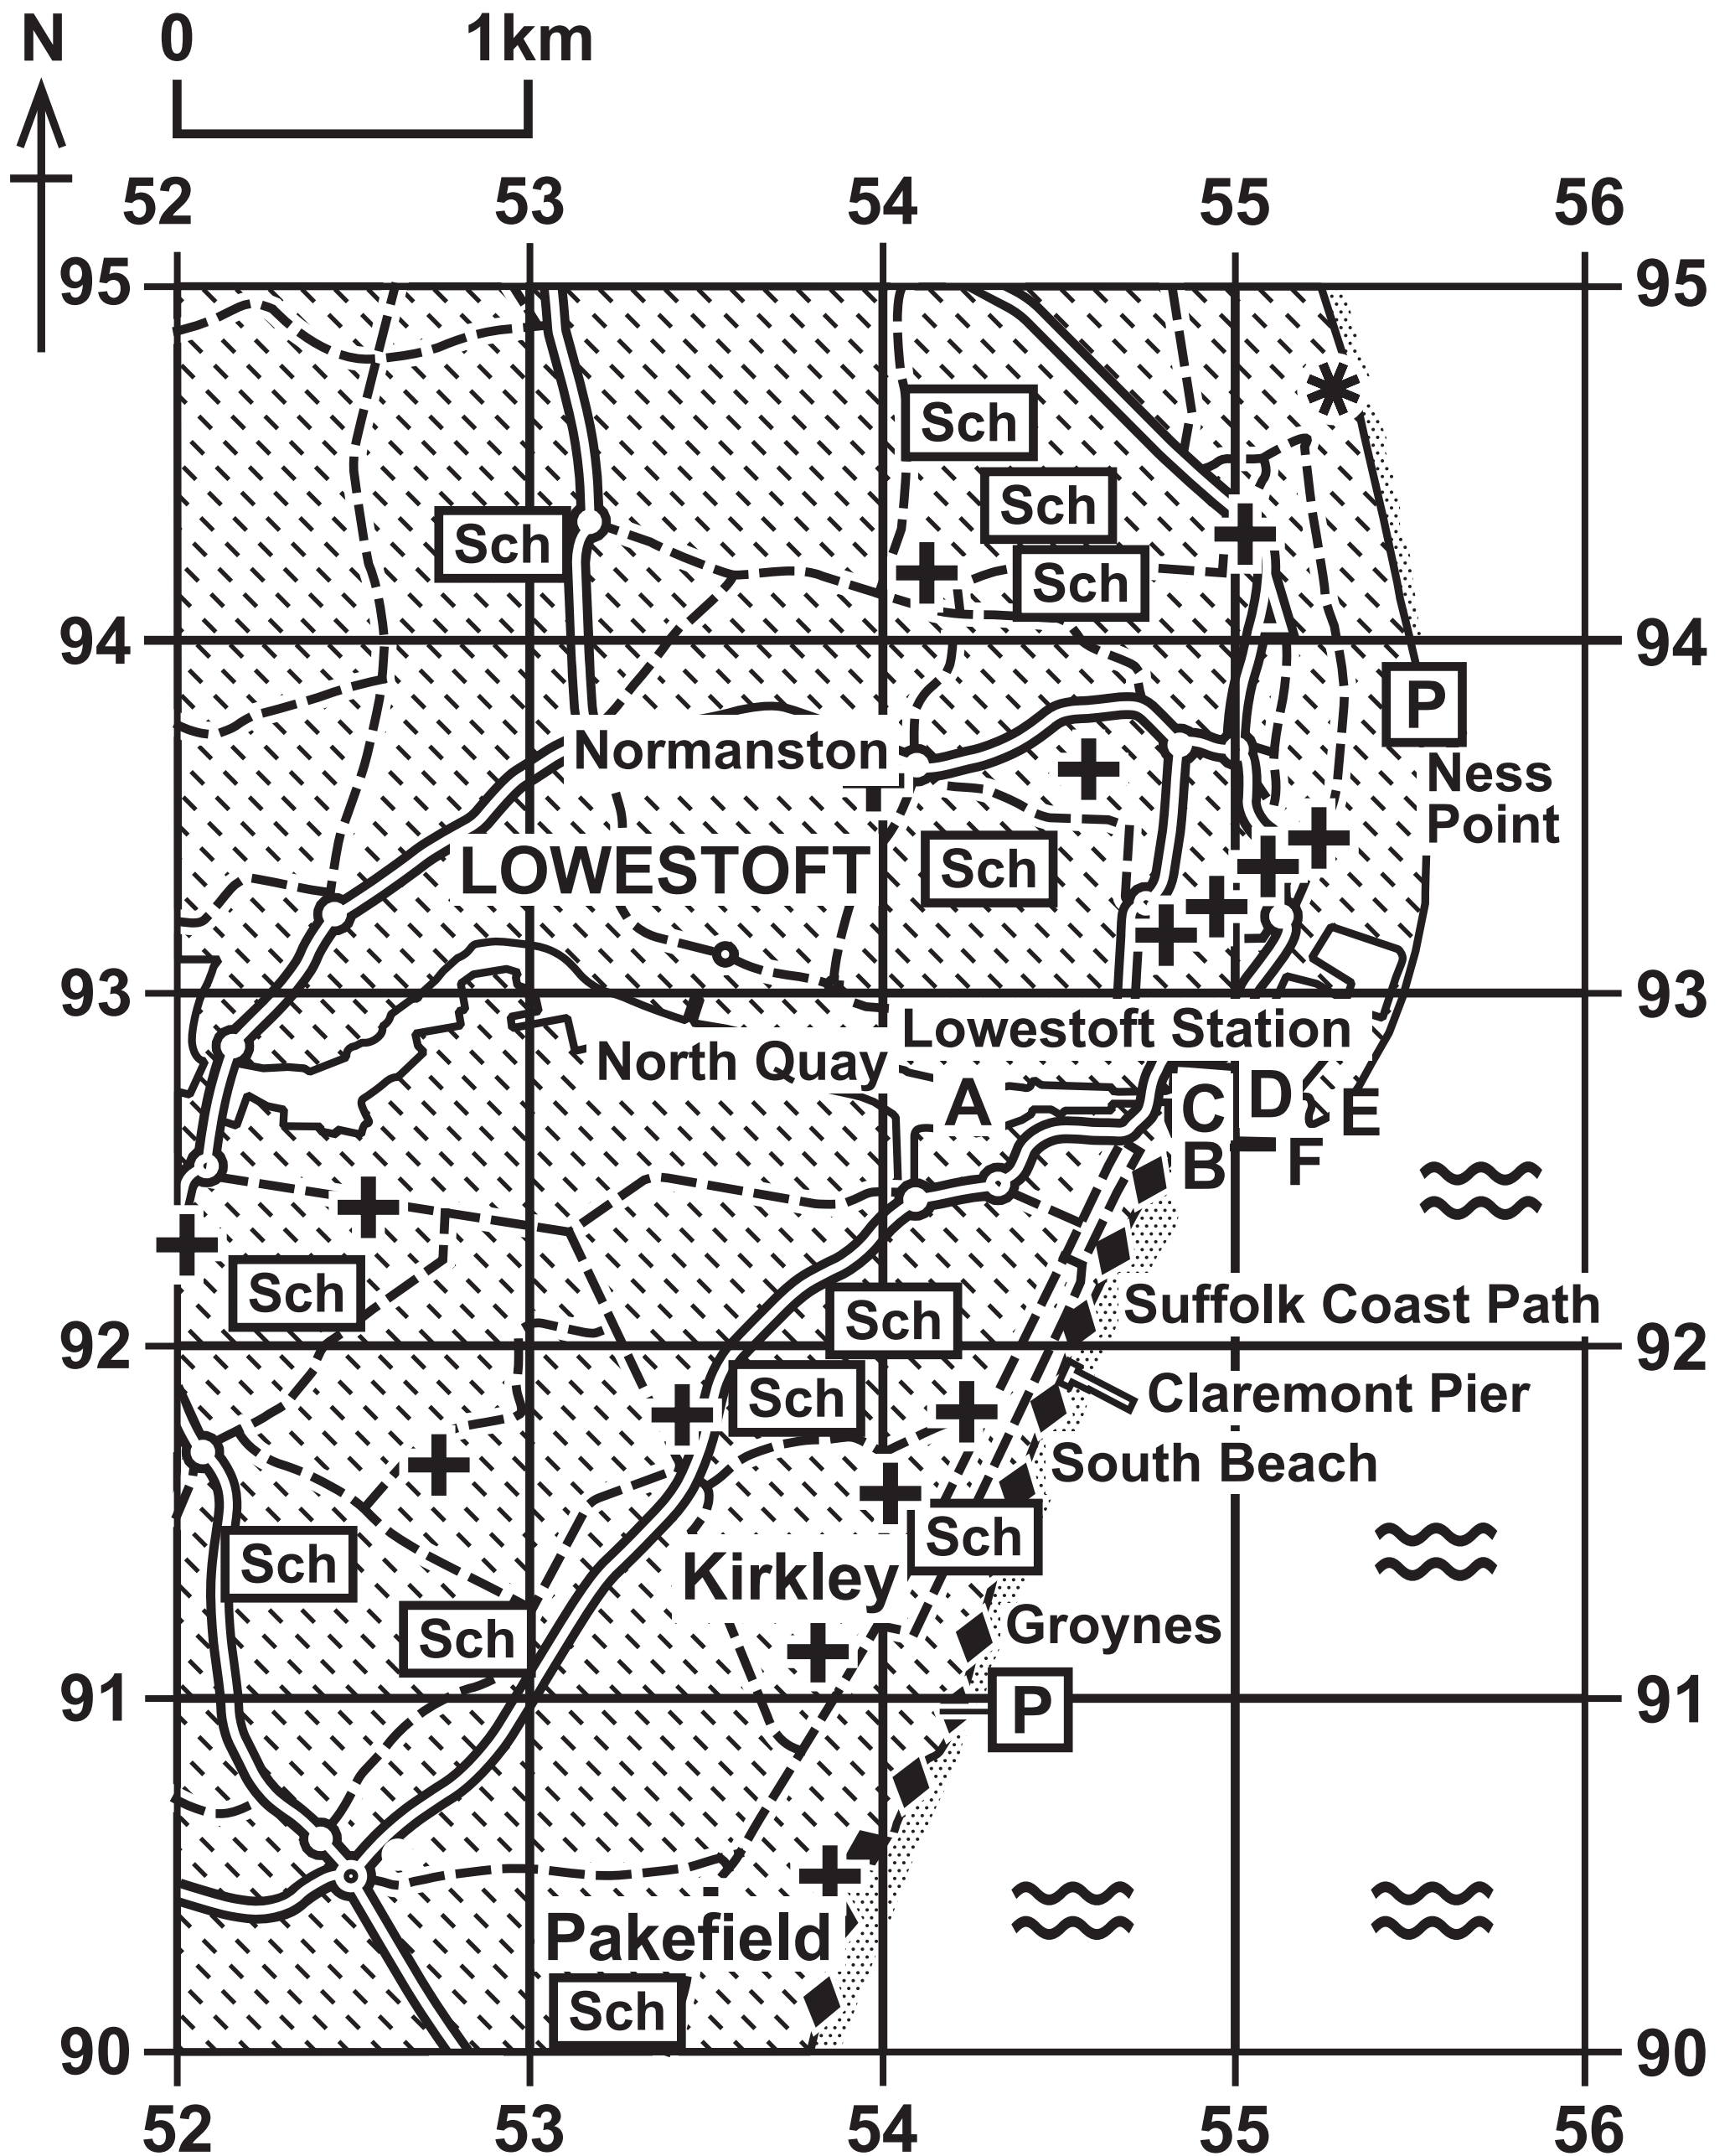 N 0 1km
52 53 54 55 56
95 95
Sch
Sch
Sch
Sch
94 94
P
Normanston
Ness
Point
LOWESTOFT
Sch
93 93
Lowestoft Station
North Quay
A C D E
B F
Sch
Suffolk Coast Path
Sch
92 92
Sch
Claremont Pier
South Beach
Sch
Sch
Kirkley
Groynes
Sch
91 91
P
Pakefield
Sch
90 90
52 53 54 55 56